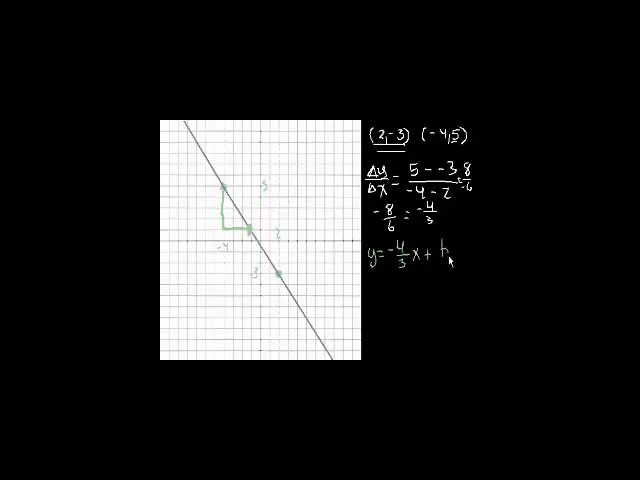 (2,-3) (-4,5)
Δy/Δx = (5--3)/(-4-2) = 8/-6
-8/6 = -4/3
y=-4/3 x+ b
5
2
-4
-3